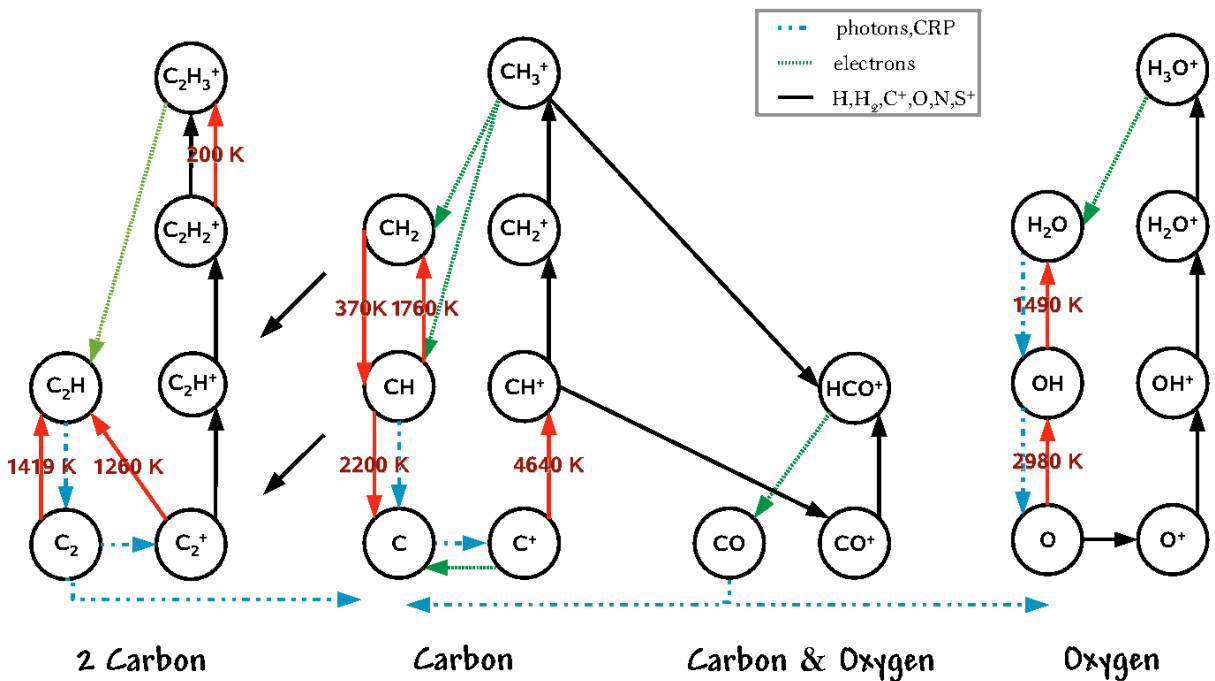 photons,CRP
electrons
H,H₂,C⁺,O,N,S⁺
C₂H₃⁺
200 K
C₂H₂⁺
C₂H
C₂H⁺
1419 K
1260 K
C₂
C₂⁺
2 Carbon
CH₃⁺
CH₂
CH₂⁺
370K
1760 K
CH
CH⁺
2200 K
4640 K
C
C⁺
Carbon
HCO⁺
CO
CO⁺
Carbon & Oxygen
H₃O⁺
H₂O
H₂O⁺
1490 K
OH
OH⁺
2980 K
O
O⁺
Oxygen